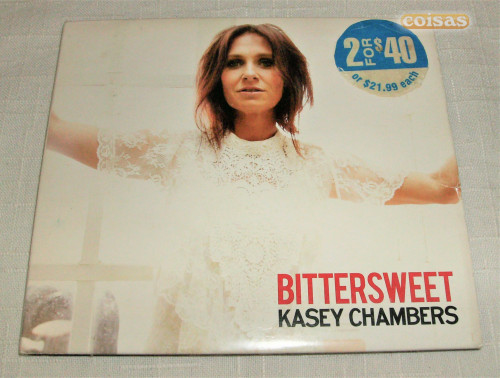 coisas
2 FOR $40
or $21.99 each
BITTERSWEET
KASEY CHAMBERS